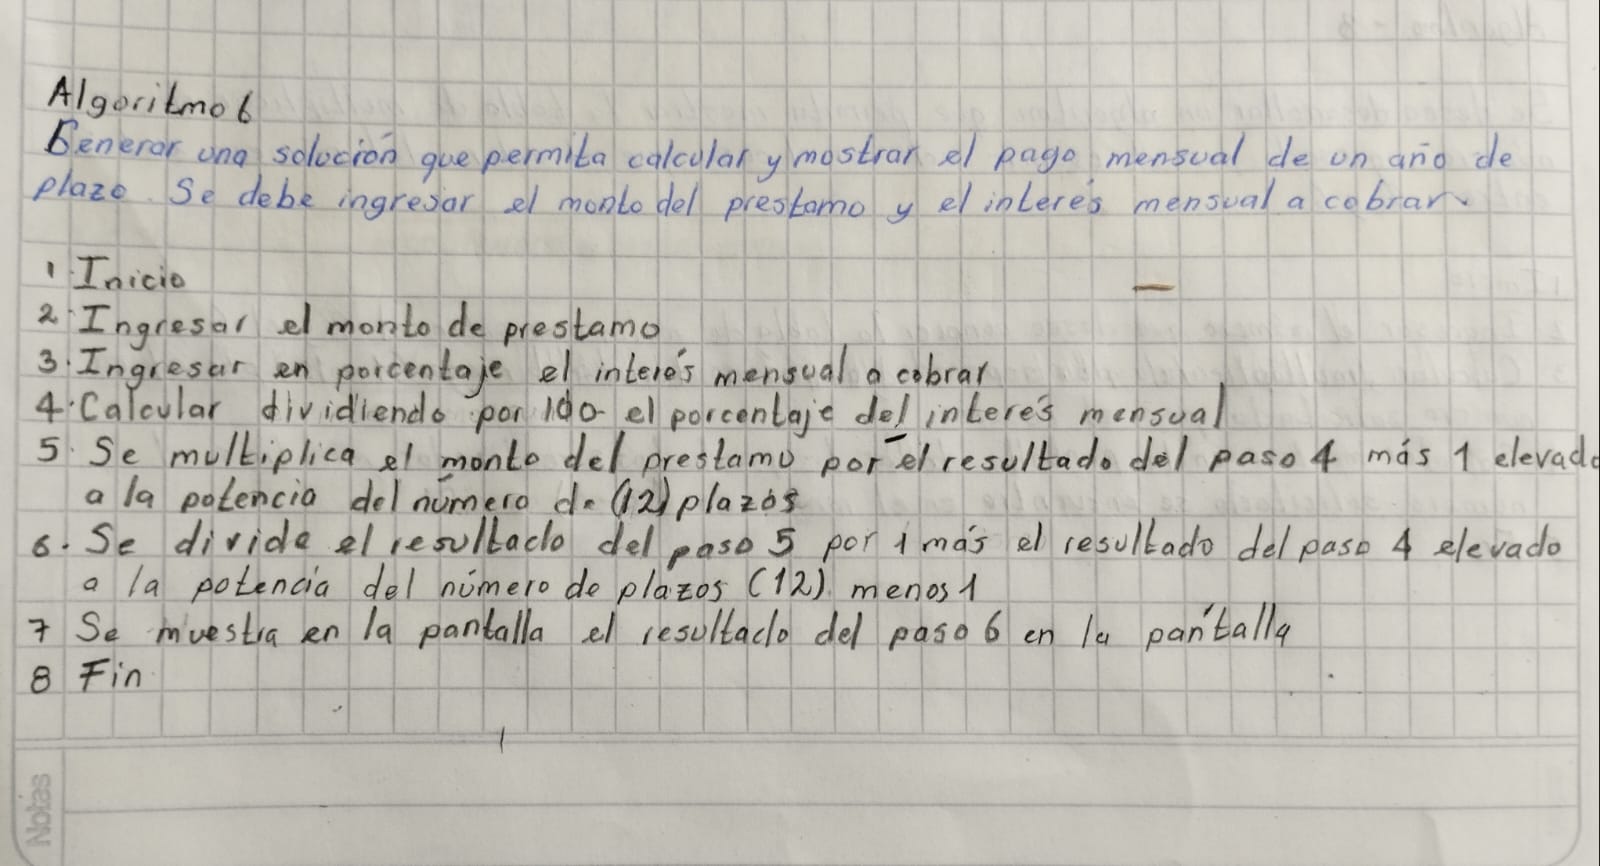 Algoritmo 6
Generar una solución que permita calcular y mostrar el pago mensual de un año de
plazo. Se debe ingresar el monto del prestamo y el interés mensual a cobrar.
1. Inicio
2. Ingresar el monto de prestamo
3. Ingresar en porcentaje el interés mensual a cobrar
4. Calcular dividiendo por 100 el porcentaje del interés mensual
5. Se multiplica el monto del prestamo por el resultado del paso 4 más 1 elevado
a la potencia del número de (12) plazos
6. Se divide el resultado del paso 5 por 1 más el resultado del paso 4 elevado
a la potencia del número de plazos (12) menos 1
7 Se muestra en la pantalla el resultado del paso 6 en la pantalla
8 Fin
Notas